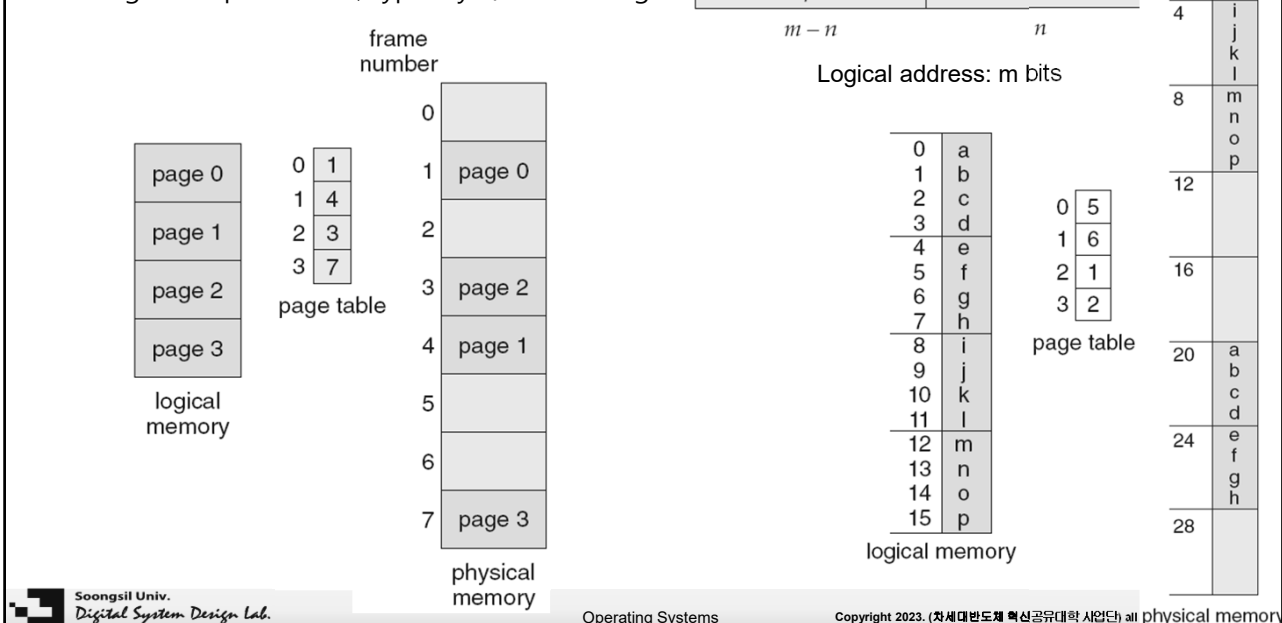 m – n
n
Logical address: m bits
frame
number
0
1 page 0
2
3 page 2
4 page 1
5
6
7 page 3
physical
memory
page 0
page 1
page 2
page 3
logical
memory
0 1
1 4
2 3
3 7
page table
0 a
1 b
2 c
3 d
4 e
5 f
6 g
7 h
8 i
9 j
10 k
11 l
12 m
13 n
14 o
15 p
logical memory
0 5
1 6
2 1
3 2
page table
4 i
j
k
l
8 m
n
o
p
12
16
20 a
b
c
d
24 e
f
g
h
28
physical memory
Soongsil Univ.
Digital System Design Lab.
Operating Systems
Copyright 2023. (차세대반도체 혁신공유대학 사업단) all